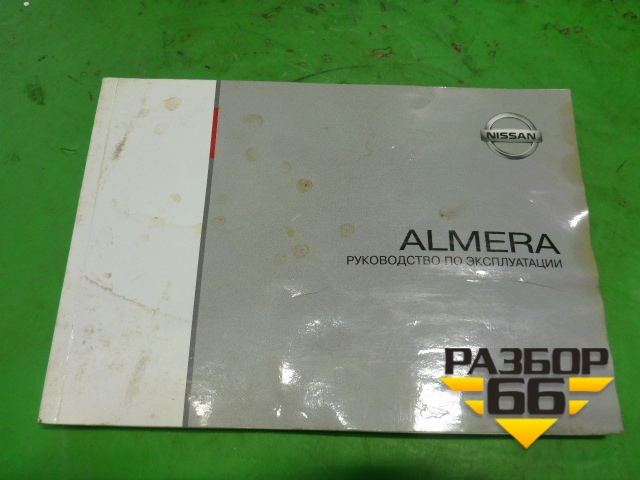 NISSAN
ALMERA
РУКОВОДСТВО ПО ЭКСПЛУАТАЦИИ
РАЗБОР
66